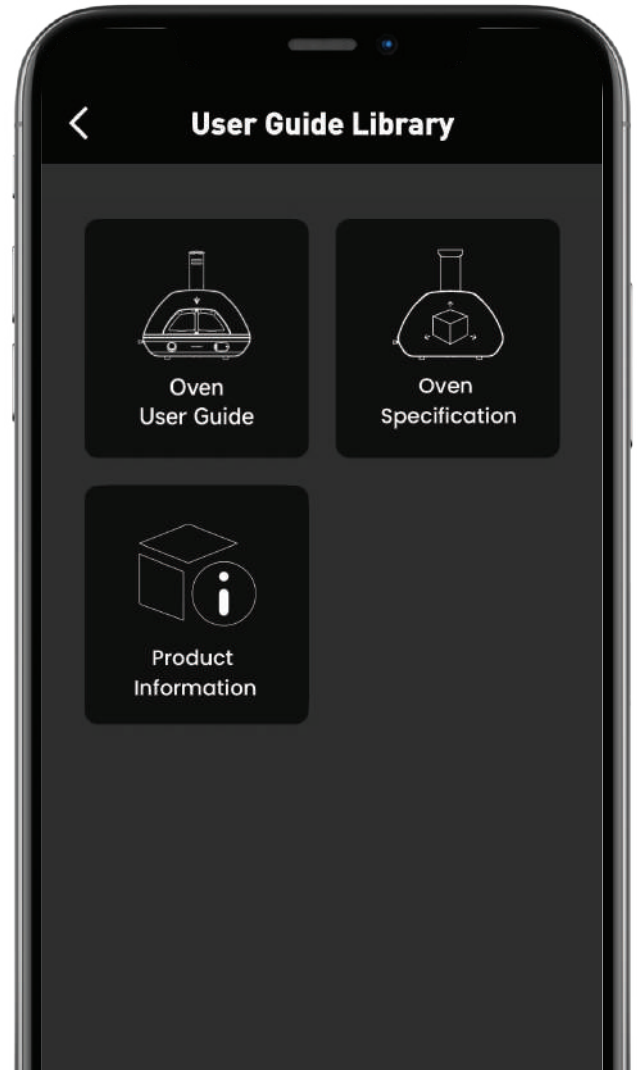 User Guide Library
Oven
User Guide
Oven
Specification
Product
Information